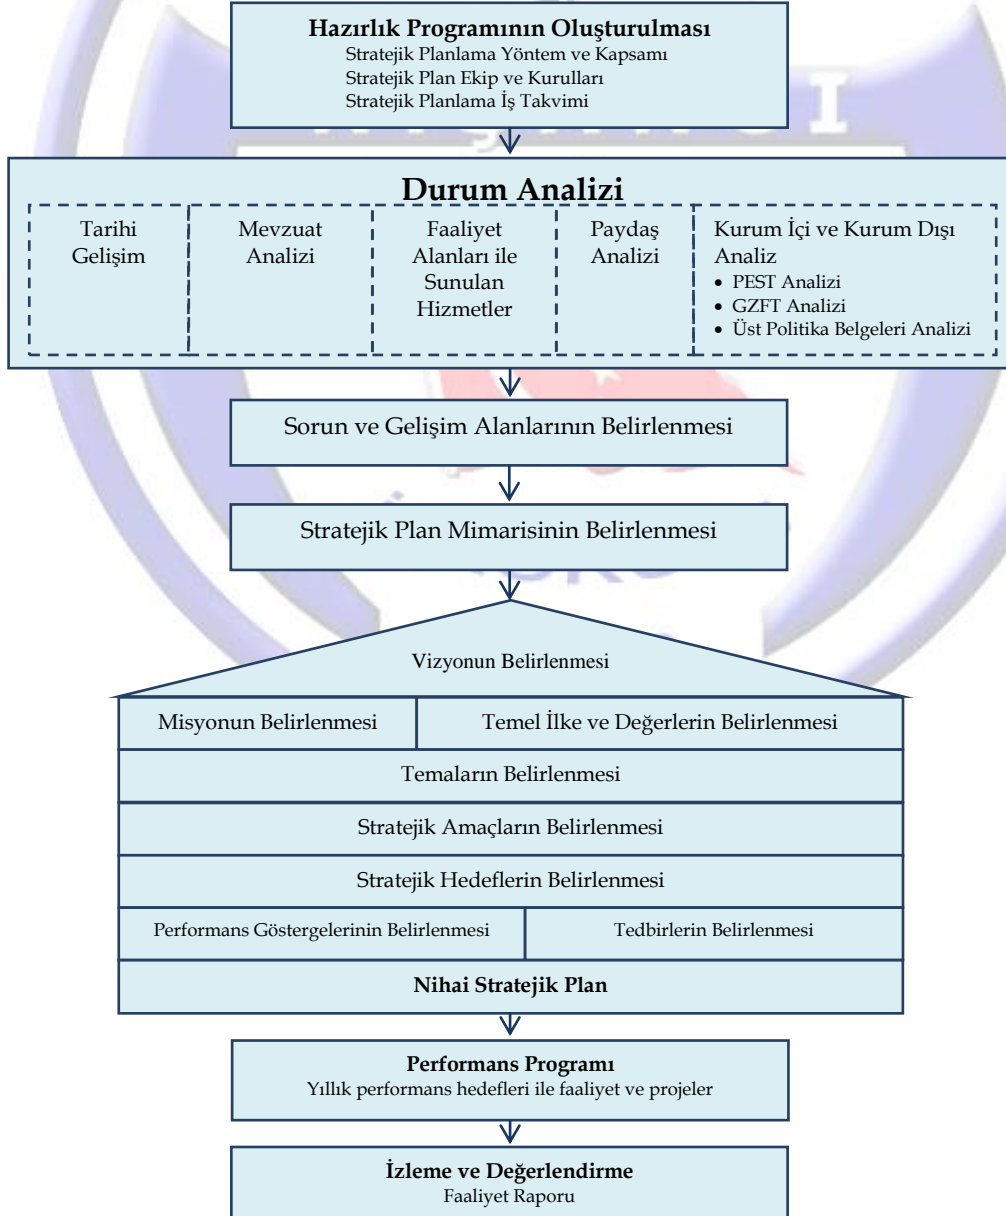 Hazırlık Programının Oluşturulması
Stratejik Planlama Yöntem ve Kapsamı
Stratejik Plan Ekip ve Kurulları
Stratejik Planlama İş Takvimi
Durum Analizi
Tarihi
Gelişim
Mevzuat
Analizi
Faaliyet
Alanları ile
Sunulan
Hizmetler
Paydaş
Analizi
Kurum İçi ve Kurum Dışı
Analiz
• PEST Analizi
• GZFT Analizi
• Üst Politika Belgeleri Analizi
Sorun ve Gelişim Alanlarının Belirlenmesi
Stratejik Plan Mimarisinin Belirlenmesi
Vizyonun Belirlenmesi
Misyonun Belirlenmesi
Temel İlke ve Değerlerin Belirlenmesi
Temaların Belirlenmesi
Stratejik Amaçların Belirlenmesi
Stratejik Hedeflerin Belirlenmesi
Performans Göstergelerinin Belirlenmesi
Tedbirlerin Belirlenmesi
Nihai Stratejik Plan
Performans Programı
Yıllık performans hedefleri ile faaliyet ve projeler
İzleme ve Değerlendirme
Faaliyet Raporu